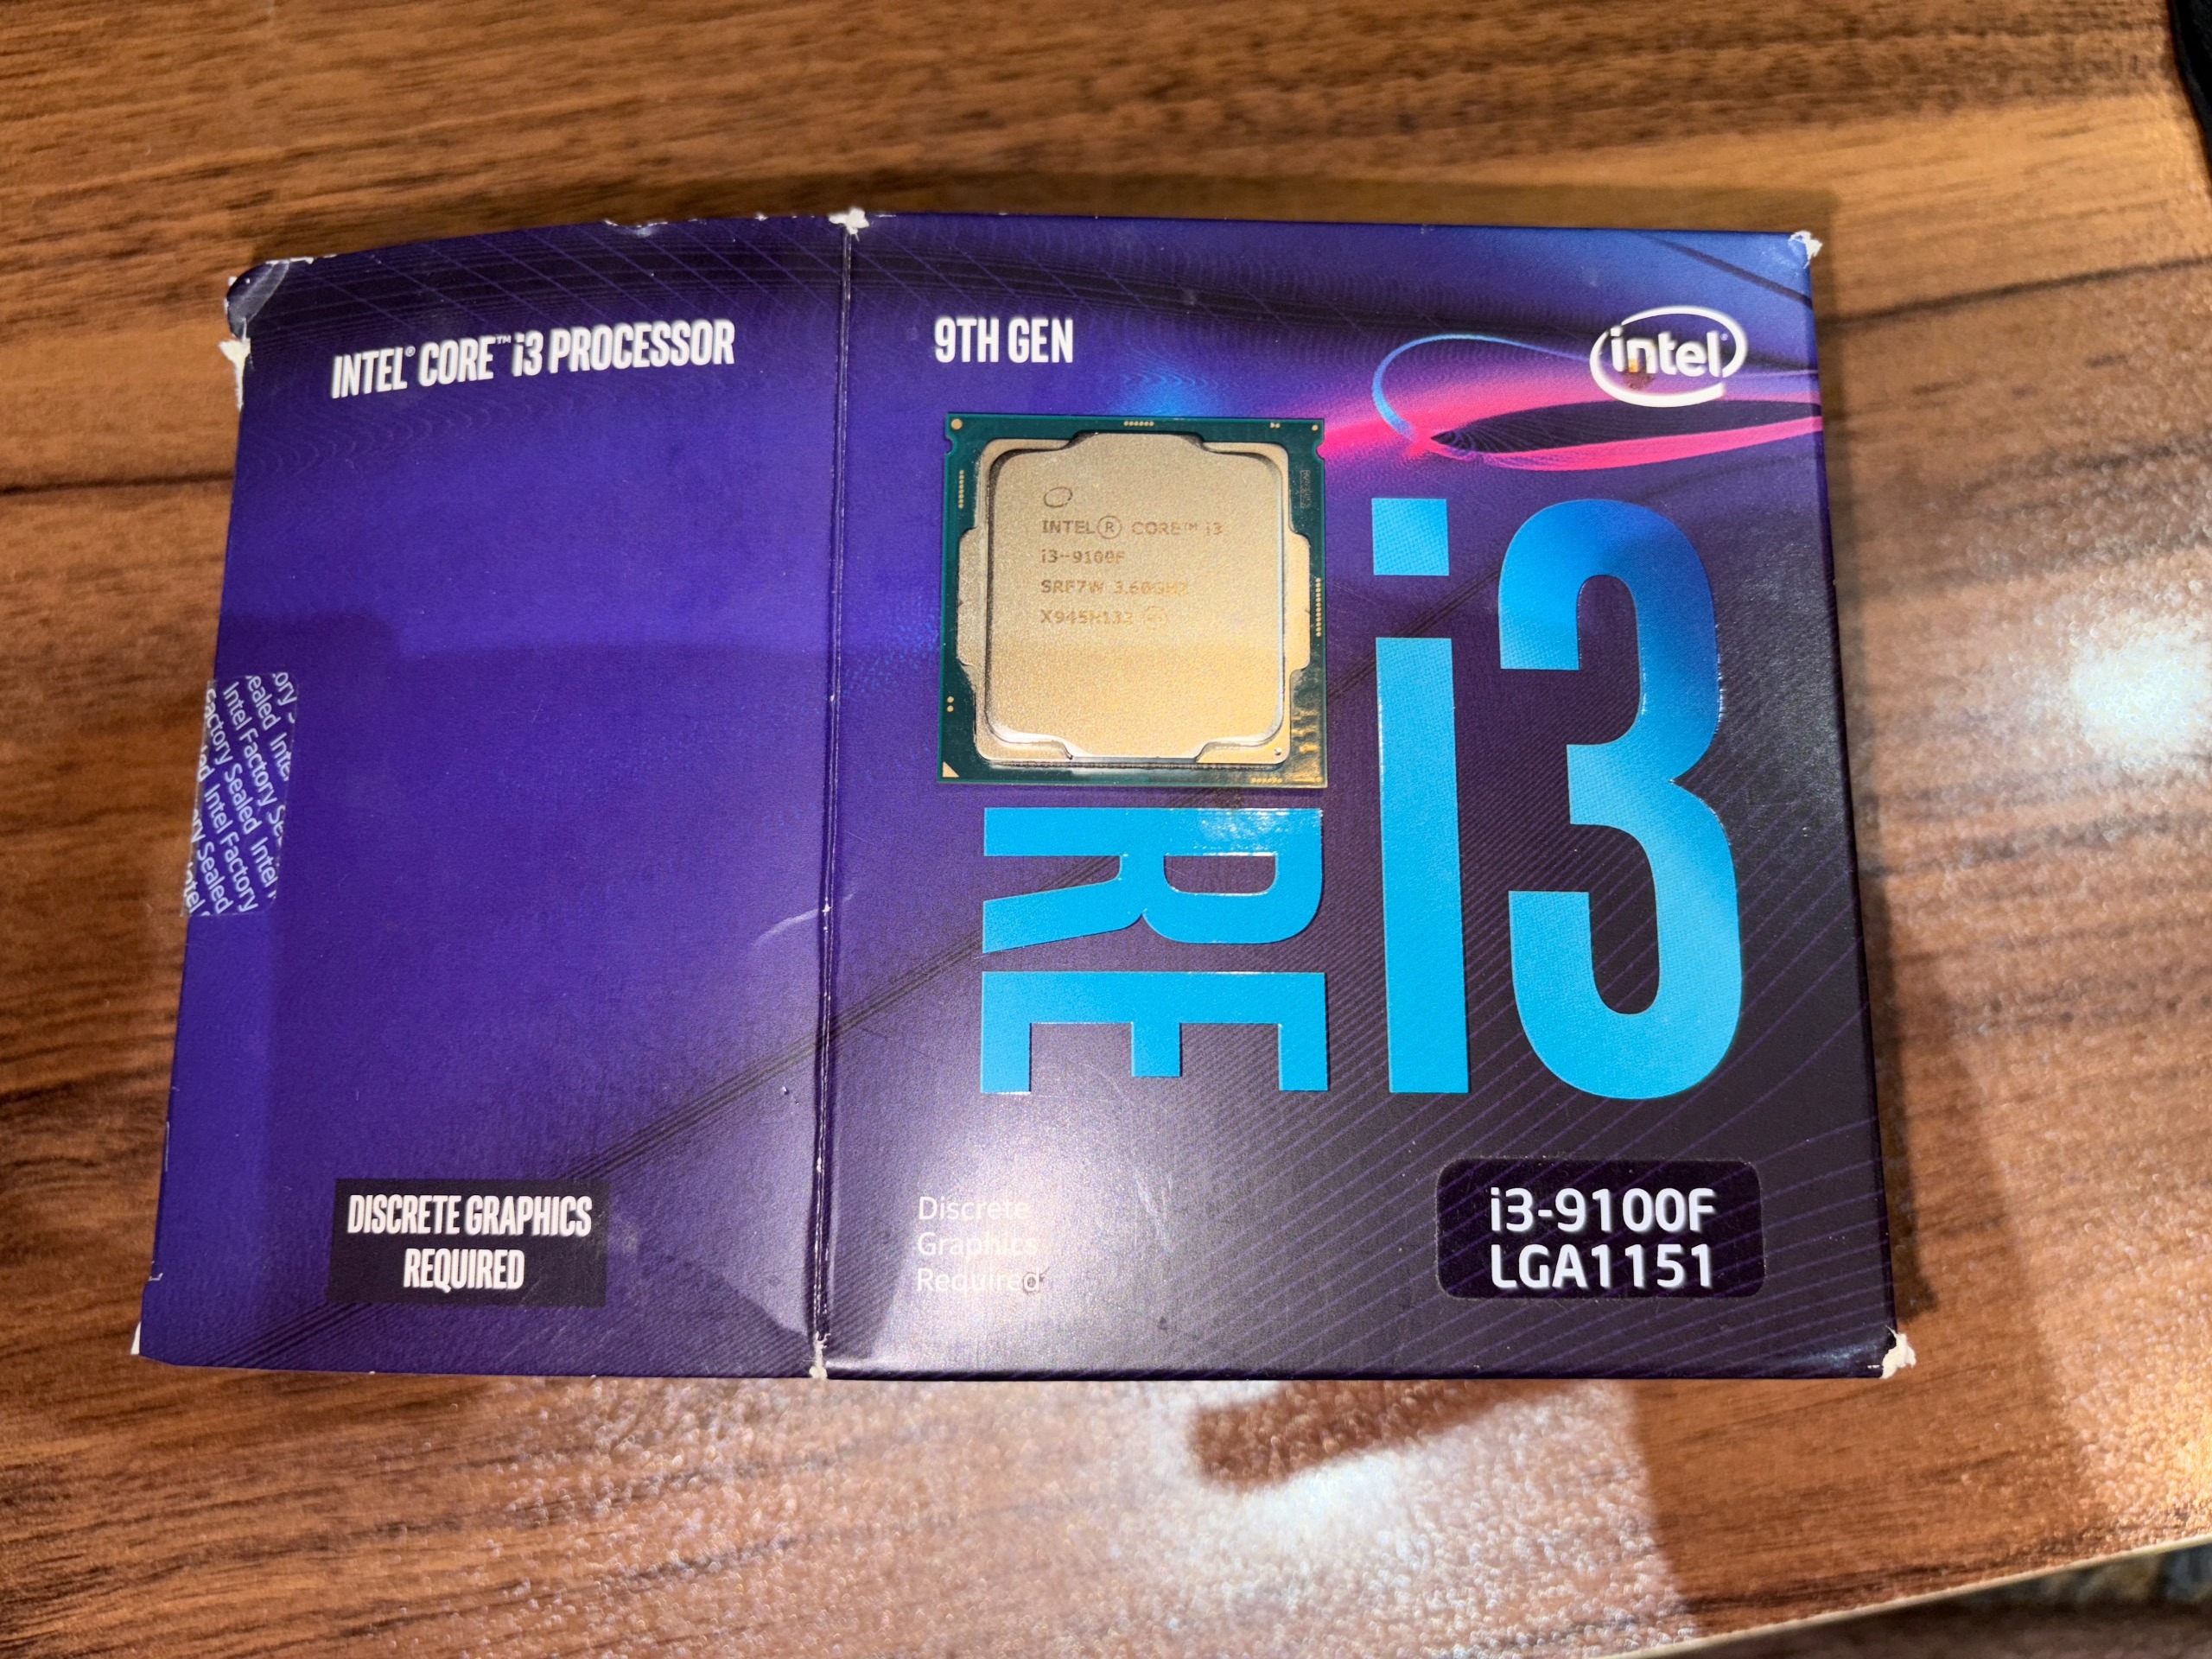 INTEL® CORE™ i3 PROCESSOR
DISCRETE GRAPHICS
REQUIRED
9TH GEN
intel
INTEL® CORE™ i3
i3-9100F
SRF7W 3.60GHZ
RE
i3
Discrete
Graphics
Required
i3-9100F
LGA1151
Intel Factory
Factory Sealed
Intel Factory